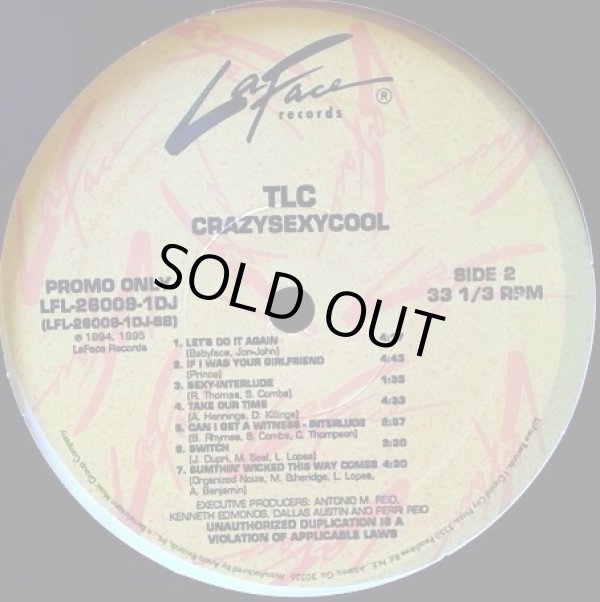 LaFace
records ®
TLC
CRAZYSEXYCOOL
PROMO ONLY
LFL-26009-1DJ
(LFL-26009-1DJ-SB)
℗ 1994, 1995
LaFace Records
SIDE 2
33 1/3 RPM
SOLD OUT
1. LET'S DO IT AGAIN
(Babyface, Jon-John)
2. IF I WAS YOUR GIRLFRIEND 4:43
(Prince)
3. SEXY-INTERLUDE 1:35
(R. Thomas, S. Combs)
4. TAKE OUR TIME 4:33
(A. Hennings, D. Killings)
5. CAN I GET A WITNESS - INTERLUDE 2:57
(B. Rhymes, S. Combs, C. Thompson)
6. SWITCH 3:30
(J. Dupri, M. Seal, L. Lopes)
7. SUMTHIN' WICKED THIS WAY COMES 4:30
(Organized Noize, M. Etheridge, L. Lopes,
A. Benjamin)
EXECUTIVE PRODUCERS: ANTONIO M. REID,
KENNETH EDMONDS, DALLAS AUSTIN AND PERRI REID
UNAUTHORIZED DUPLICATION IS A
VIOLATION OF APPLICABLE LAWS